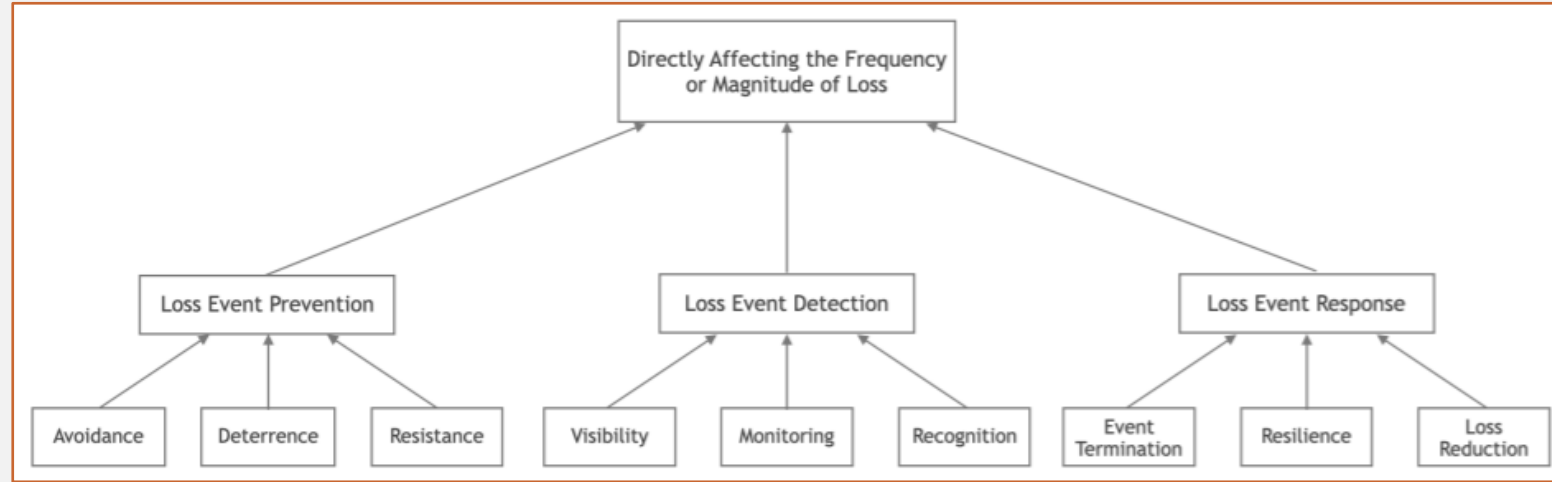 Directly Affecting the Frequency
or Magnitude of Loss
Loss Event Prevention
Loss Event Detection
Loss Event Response
Avoidance
Deterrence
Resistance
Visibility
Monitoring
Recognition
Event
Termination
Resilience
Loss
Reduction